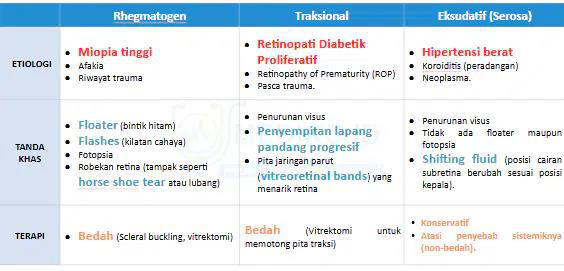 Rhegmatogen
Traksional
Eksudatif (Serosa)
ETIOLOGI
• Miopia tinggi
• Afakia
• Riwayat trauma
• Retinopati Diabetik
Proliferatif
• Retinopathy of Prematurity (ROP)
• Pasca trauma.
• Hipertensi berat
• Koroiditis (peradangan)
• Neoplasma.
TANDA
KHAS
• Floater (bintik hitam)
• Flashes (kilatan cahaya)
• Fotopsia
• Robekan retina (tampak seperti
horse shoe tear atau lubang)
• Penurunan visus
• Penyempitan lapang
pandang progresif
• Pita jaringan parut
(vitreoretinal bands) yang
menarik retina
• Penurunan visus
• Tidak ada floater maupun
fotopsia
• Shifting fluid (posisi cairan
subretina berubah sesuai posisi
kepala).
TERAPI
• Bedah (Scleral buckling, vitrektomi)
• Bedah (Vitrektomi untuk
memotong pita traksi)
• Konservatif
• Atasi penyebab sistemiknya
(non-bedah).